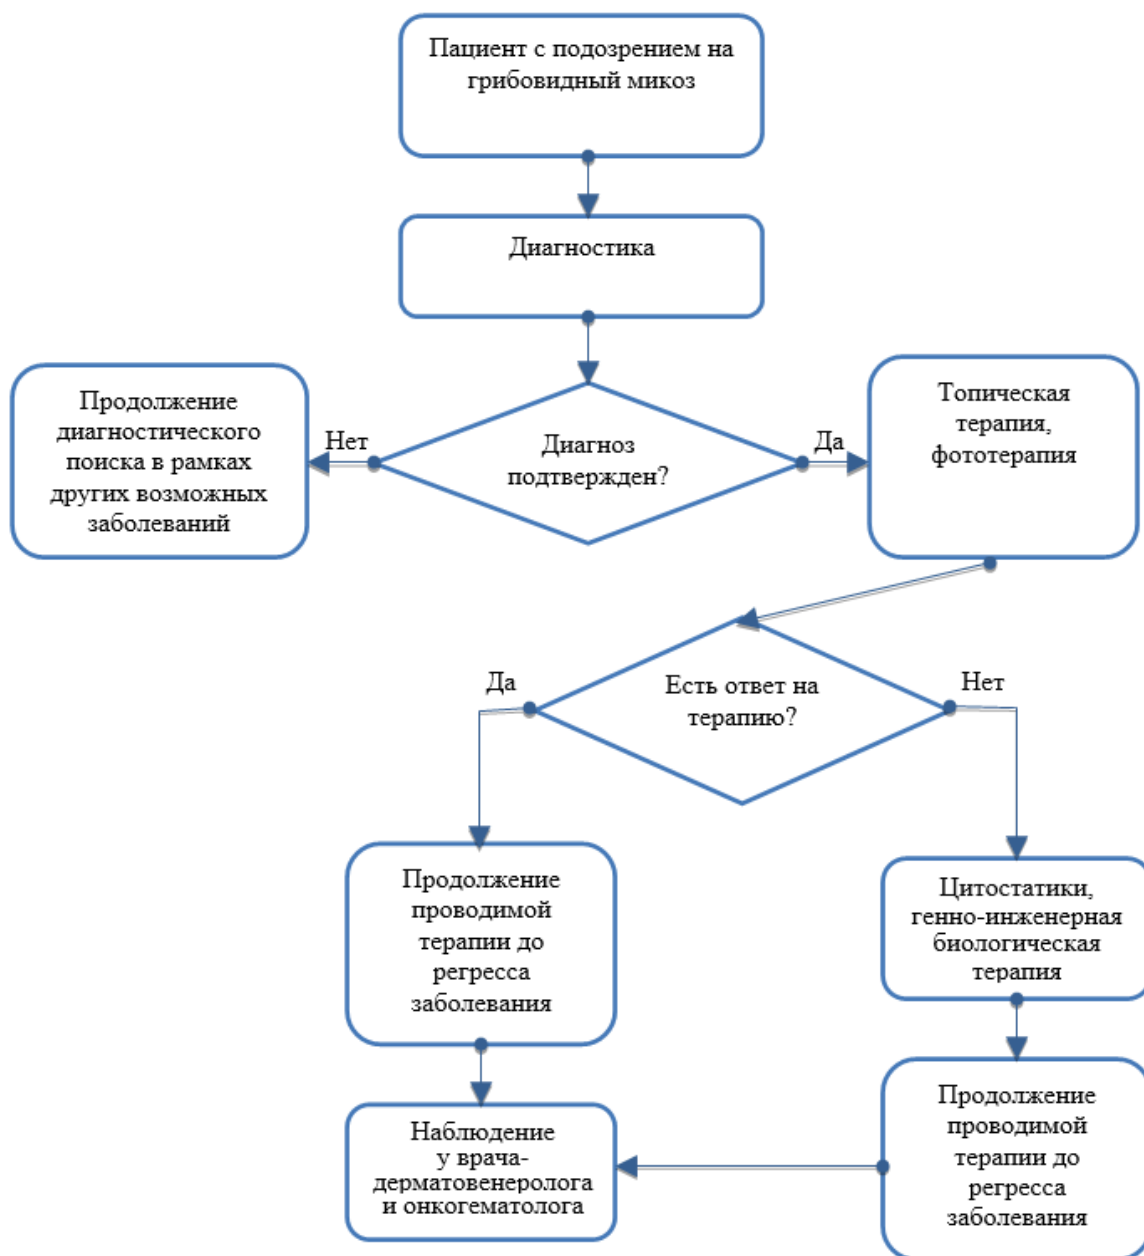 Пациент с подозрением на
грибовидный микоз
Диагностика
Продолжение
диагностического
поиска в рамках
других возможных
заболеваний
Нет
Диагноз
подтвержден?
Да
Топическая
терапия,
фототерапия
Да
Есть ответ на
терапию?
Нет
Продолжение
проводимой
терапии до
регресса
заболевания
Цитостатики,
генно-инженерная
биологическая
терапия
Наблюдение
у врача-
дерматовенеролога
и онкогематолога
Продолжение
проводимой
терапии до
регресса
заболевания